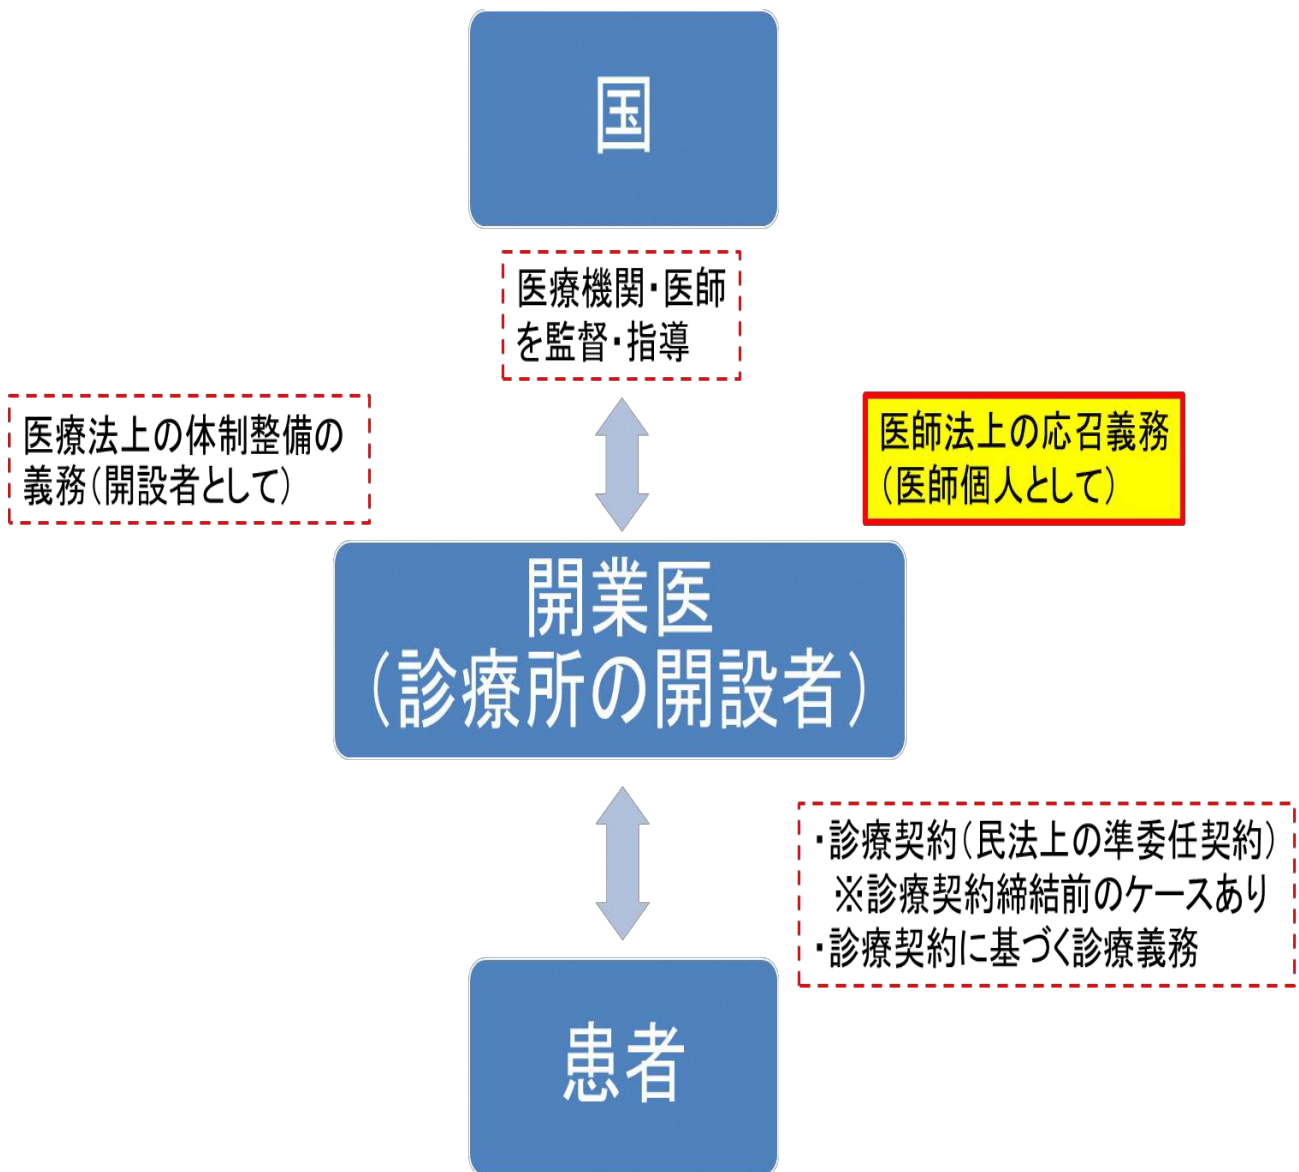 国
医療機関・医師
を監督・指導
医療法上の体制整備の
義務（開設者として）
医師法上の応召義務
（医師個人として）
開業医
（診療所の開設者）
・診療契約（民法上の準委任契約）
※診療契約締結前のケースあり
・診療契約に基づく診療義務
患者